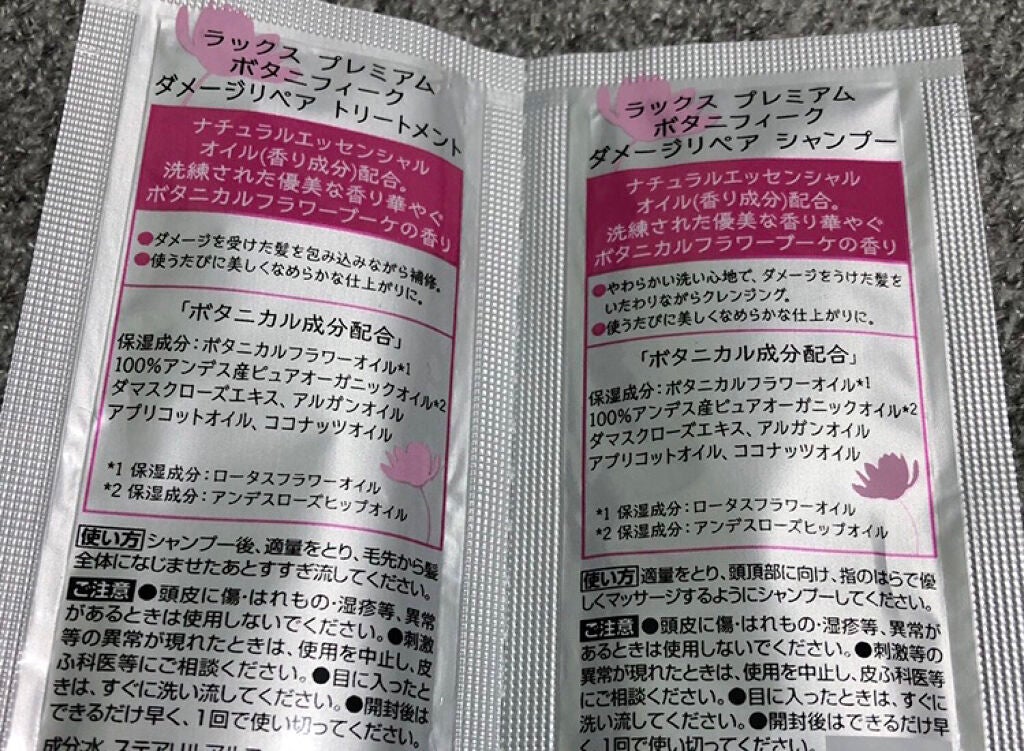 ラックス プレミアム
ボタニフィーク
ダメージリペア トリートメント
ナチュラルエッセンシャル
オイル(香り成分)配合。
洗練された優美な香り華やぐ
ボタニカルフラワーブーケの香り
●ダメージを受けた髪を包み込みながら補修。
●使うたびに美しくなめらかな仕上がりに。
「ボタニカル成分配合」
保湿成分:ボタニカルフラワーオイル*1
100%アンデス産ピュアオーガニックオイル*2
ダマスクローズエキス、アルガンオイル
アプリコットオイル、ココナッツオイル
*1 保湿成分:ロータスフラワーオイル
*2 保湿成分:アンデスローズヒップオイル
使い方 シャンプー後、適量をとり、毛先から髪
全体になじませたあとすすぎ流してください。
ご注意 ●頭皮に傷・はれもの・湿疹等、異常
があるときは使用しないでください。●刺激
等の異常が現れたときは、使用を中止し、皮
ふ科医等にご相談ください。●目に入ったと
きは、すぐに洗い流してください。●開封後は
できるだけ早く、1回で使い切ってください。
成分:水、ステアリルアルコ
ラックス プレミアム
ボタニフィーク
ダメージリペア シャンプー
ナチュラルエッセンシャル
オイル(香り成分)配合。
洗練された優美な香り華やぐ
ボタニカルフラワーブーケの香り
●やわらかい洗い心地で、ダメージをうけた髪を
いたわりながらクレンジング。
●使うたびに美しくなめらかな仕上がりに。
「ボタニカル成分配合」
保湿成分:ボタニカルフラワーオイル*1
100%アンデス産ピュアオーガニックオイル*2
ダマスクローズエキス、アルガンオイル
アプリコットオイル、ココナッツオイル
*1 保湿成分:ロータスフラワーオイル
*2 保湿成分:アンデスローズヒップオイル
使い方 適量をとり、頭頂部に向け、指のはらで優
しくマッサージするようにシャンプーしてください。
ご注意 ●頭皮に傷・はれもの・湿疹等、異常が
あるときは使用しないでください。●刺激等の
異常が現れたときは、使用を中止し、皮ふ科医等
にご相談ください。●目に入ったときは、すぐに
洗い流してください。●開封後はできるだけ早
く、1回で使い切ってください。